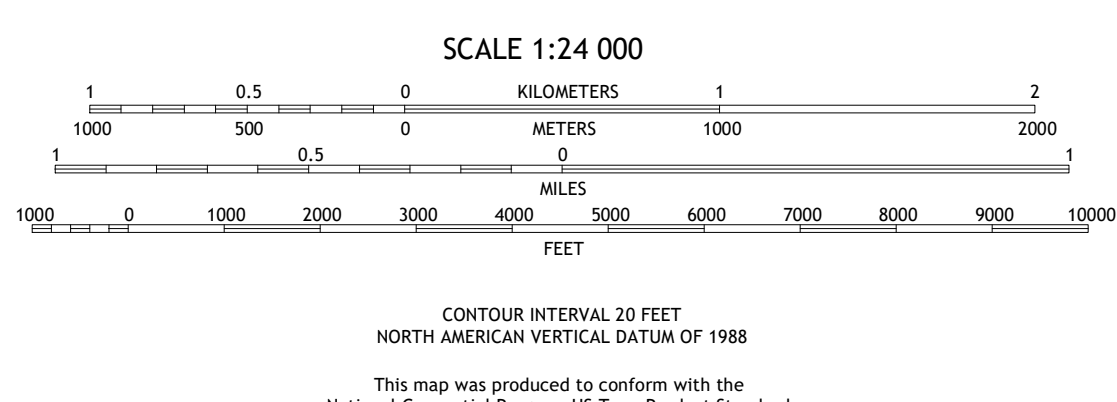 SCALE 1:24 000
1 0.5 0 KILOMETERS 1 2
1000 500 0 METERS 1000 2000
1 0.5 0 1
MILES
1000 0 1000 2000 3000 4000 5000 6000 7000 8000 9000 10000
FEET
CONTOUR INTERVAL 20 FEET
NORTH AMERICAN VERTICAL DATUM OF 1988
This map was produced to conform with the